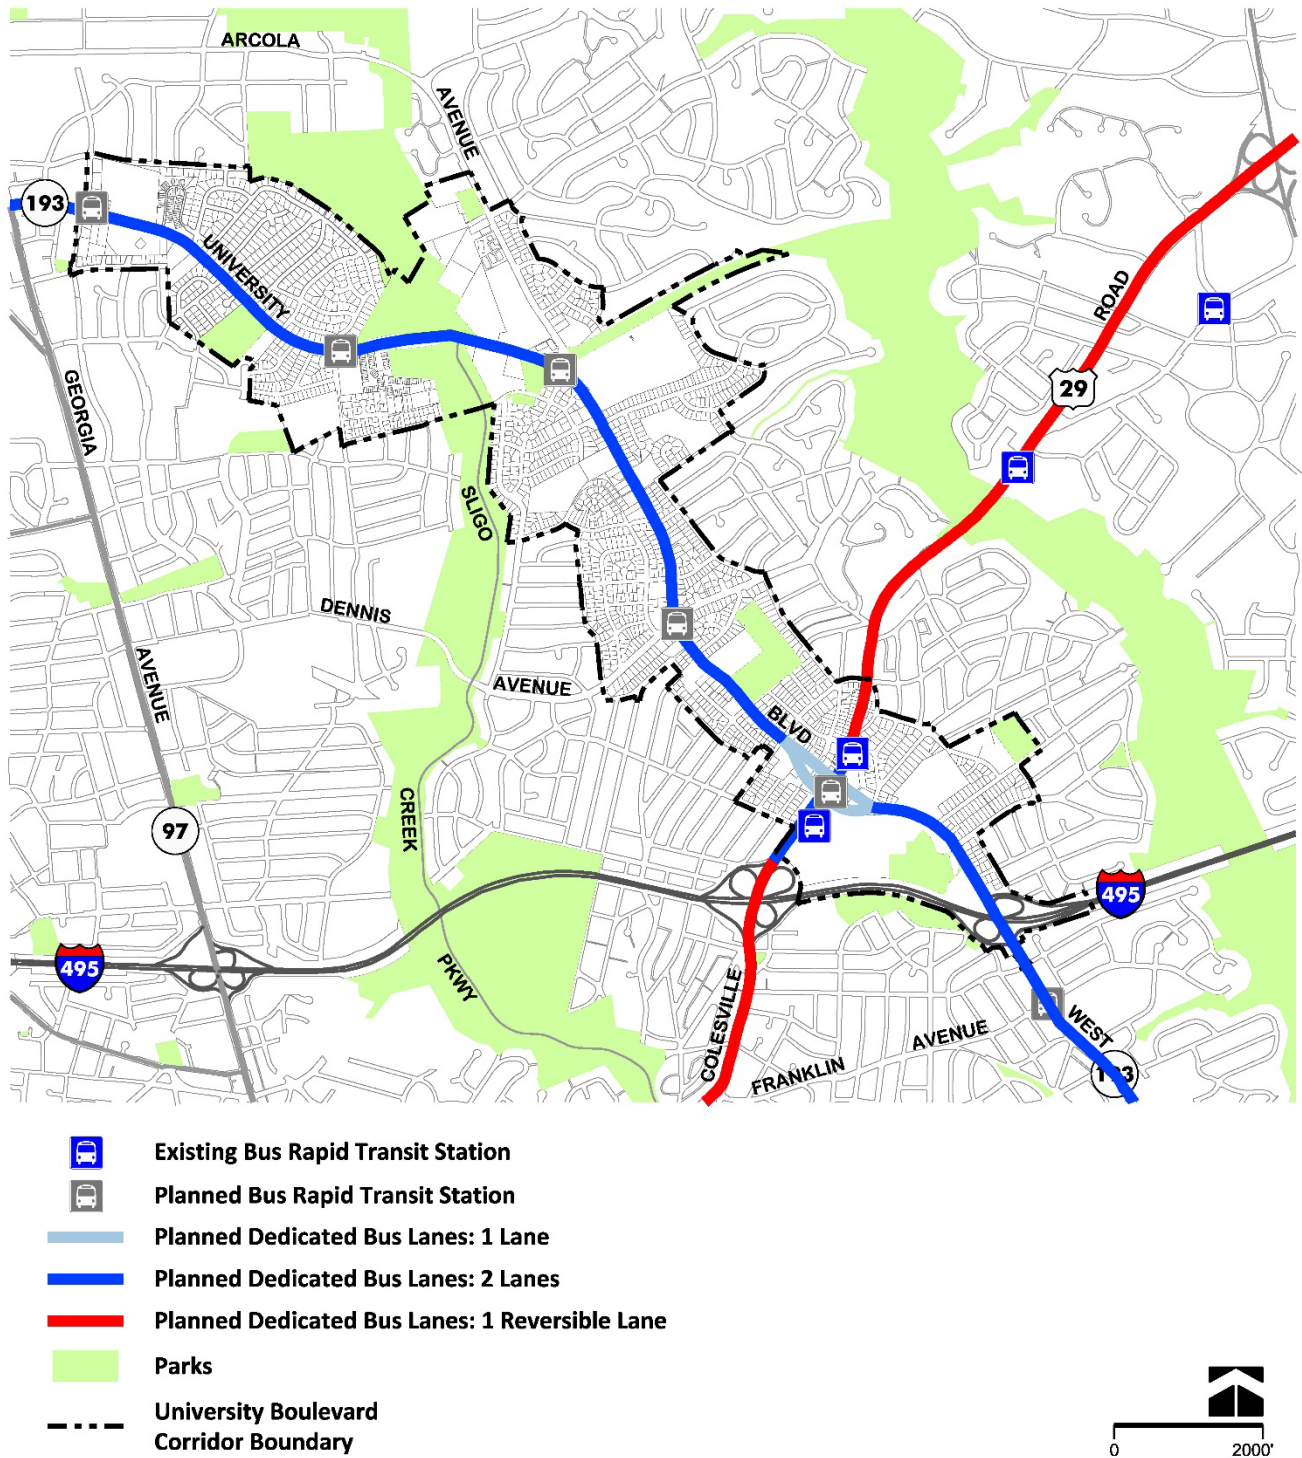 ARCOLA
AVENUE
193
UNIVERSITY
ROAD
29
GEORGIA
SLIGO
DENNIS
AVENUE
AVENUE
BLVD
97
CREEK
495
495
PKWY
COLESVILLE
WEST
AVENUE
FRANKLIN
193
Existing Bus Rapid Transit Station
Planned Bus Rapid Transit Station
Planned Dedicated Bus Lanes: 1 Lane
Planned Dedicated Bus Lanes: 2 Lanes
Planned Dedicated Bus Lanes: 1 Reversible Lane
Parks
University Boulevard
Corridor Boundary
0 2000'